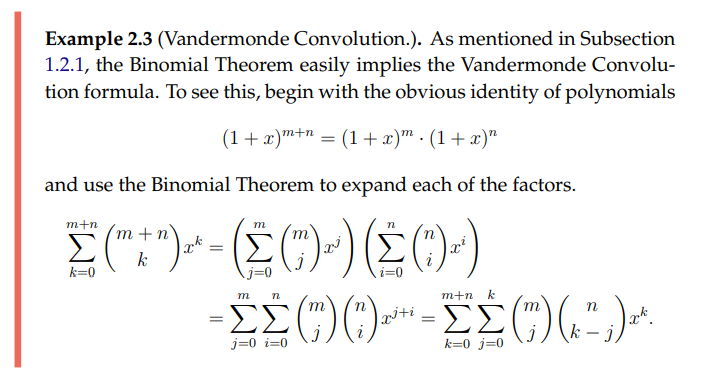 Example 2.3 (Vandermonde Convolution.). As mentioned in Subsection
1.2.1, the Binomial Theorem easily implies the Vandermonde Convolu-
tion formula. To see this, begin with the obvious identity of polynomials
$(1 + x)^{m+n} = (1 + x)^m \cdot (1 + x)^n$
and use the Binomial Theorem to expand each of the factors.
$\sum_{k=0}^{m+n} \binom{m+n}{k} x^k = \left( \sum_{j=0}^{m} \binom{m}{j} x^j \right) \left( \sum_{i=0}^{n} \binom{n}{i} x^i \right)$
$= \sum_{j=0}^{m} \sum_{i=0}^{n} \binom{m}{j} \binom{n}{i} x^{j+i} = \sum_{k=0}^{m+n} \sum_{j=0}^{k} \binom{m}{j} \binom{n}{k-j} x^k.$